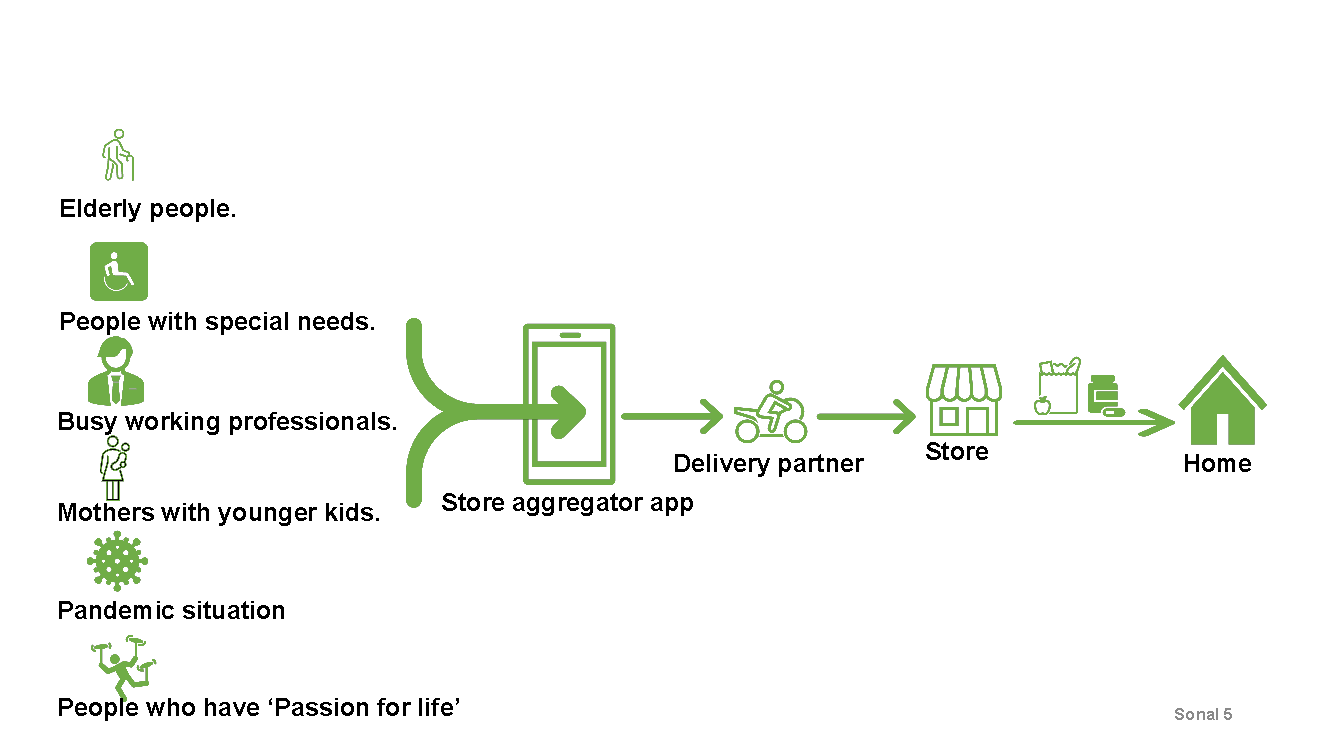 Elderly people.
People with special needs.
Busy working professionals.
Mothers with younger kids.
Pandemic situation
People who have ‘Passion for life’
Store aggregator app
Delivery partner
Store
Home
Sonal 5